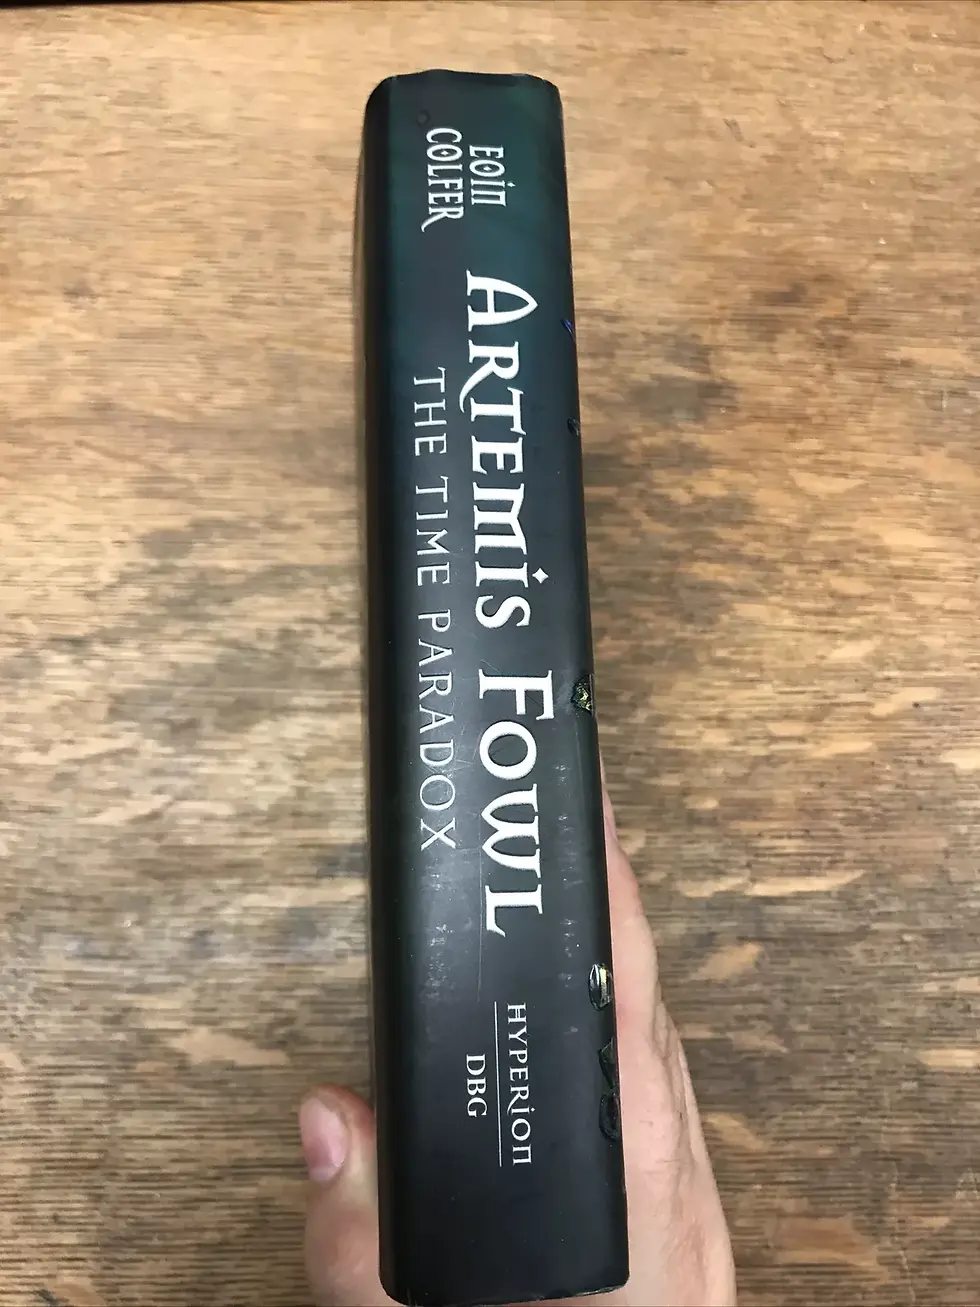 EOIN
COLFER
ARTEMIS FOWL
THE TIME PARADOX
HYPERION
DBG